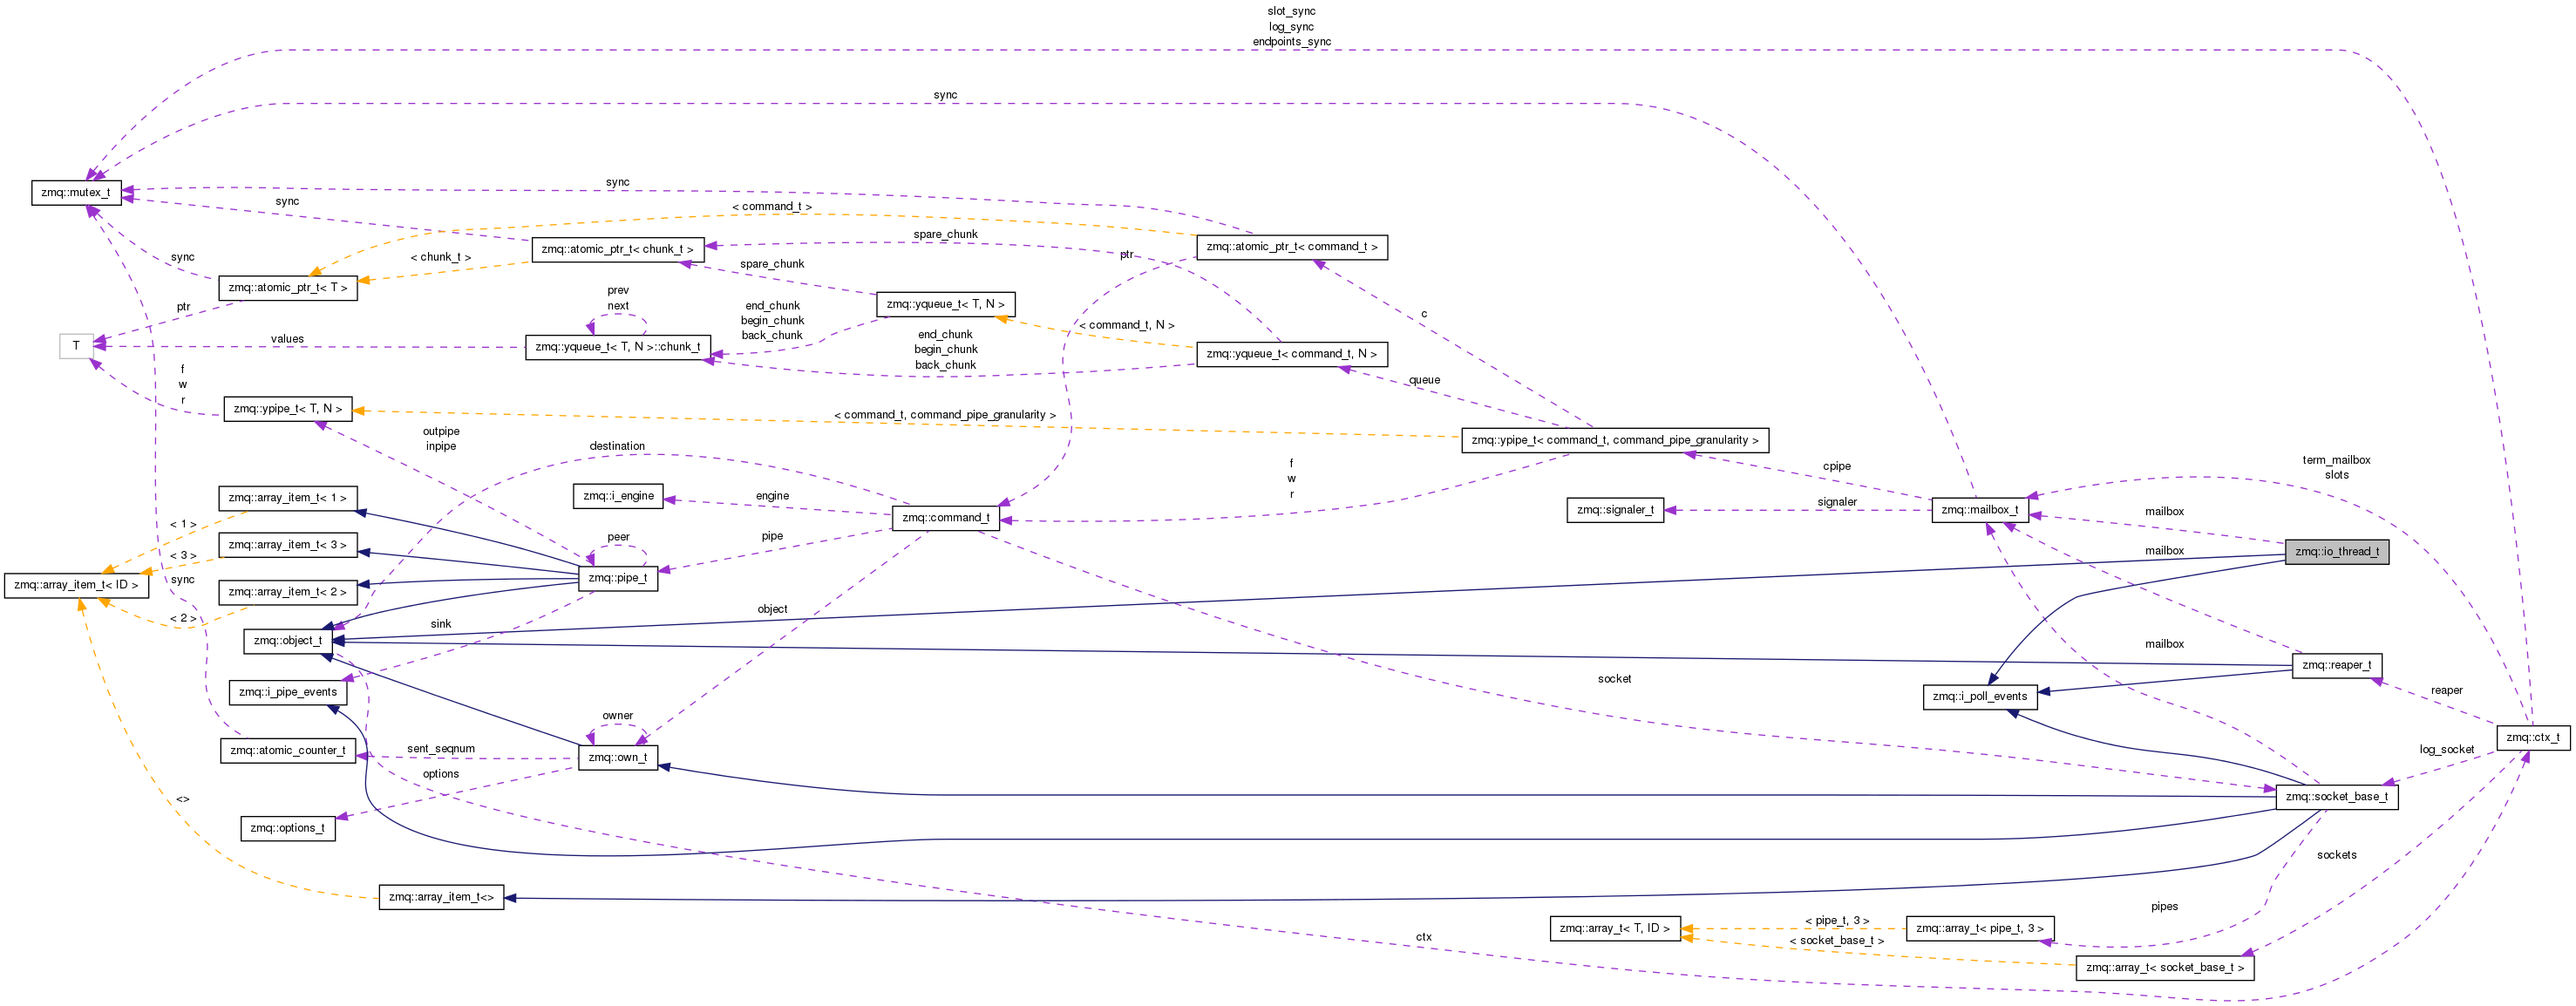 slot_sync
log_sync
endpoints_sync
sync
zmq::mutex_t
sync
sync
< command_t >
spare_chunk
zmq::atomic_ptr_t< chunk_t >
zmq::atomic_ptr_t< command_t >
sync
< chunk_t >
ptr
spare_chunk
zmq::atomic_ptr_t< T >
ptr
prev
next
end_chunk
begin_chunk
back_chunk
zmq::yqueue_t< T, N >
c
< command_t, N >
T
values
zmq::yqueue_t< T, N >::chunk_t
end_chunk
begin_chunk
back_chunk
zmq::yqueue_t< command_t, N >
f
w
r
queue
zmq::ypipe_t< T, N >
< command_t, command_pipe_granularity >
outpipe
inpipe
destination
zmq::ypipe_t< command_t, command_pipe_granularity >
f
w
r
cpipe
term_mailbox
slots
zmq::array_item_t< 1 >
zmq::i_engine
engine
zmq::command_t
zmq::signaler_t
signaler
zmq::mailbox_t
mailbox
< 1 >
zmq::array_item_t< 3 >
peer
pipe
mailbox
zmq::io_thread_t
< 3 >
sync
zmq::array_item_t< ID >
zmq::array_item_t< 2 >
zmq::pipe_t
< 2 >
object
zmq::object_t
sink
mailbox
zmq::reaper_t
socket
zmq::i_pipe_events
zmq::i_poll_events
reaper
owner
zmq::ctx_t
zmq::atomic_counter_t
sent_seqnum
zmq::own_t
log_socket
options
<>
zmq::socket_base_t
zmq::options_t
sockets
zmq::array_item_t<>
pipes
zmq::array_t< T, ID >
< pipe_t, 3 >
zmq::array_t< pipe_t, 3 >
ctx
< socket_base_t >
zmq::array_t< socket_base_t >